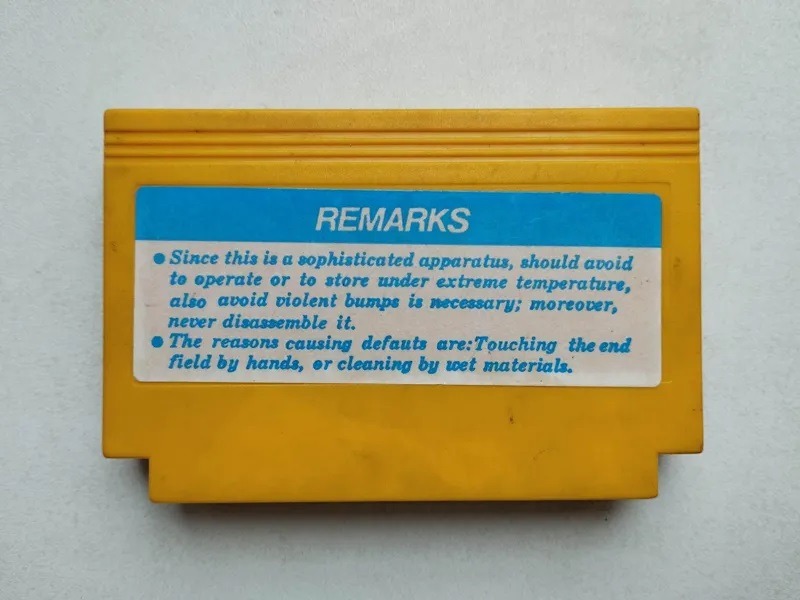 REMARKS
● Since this is a sophisticated apparatus, should avoid
to operate or to store under extreme temperature,
also avoid violent bumps is necessary; moreover,
never disassemble it.
● The reasons causing defauts are:Touching the end
field by hands, or cleaning by wet materials.